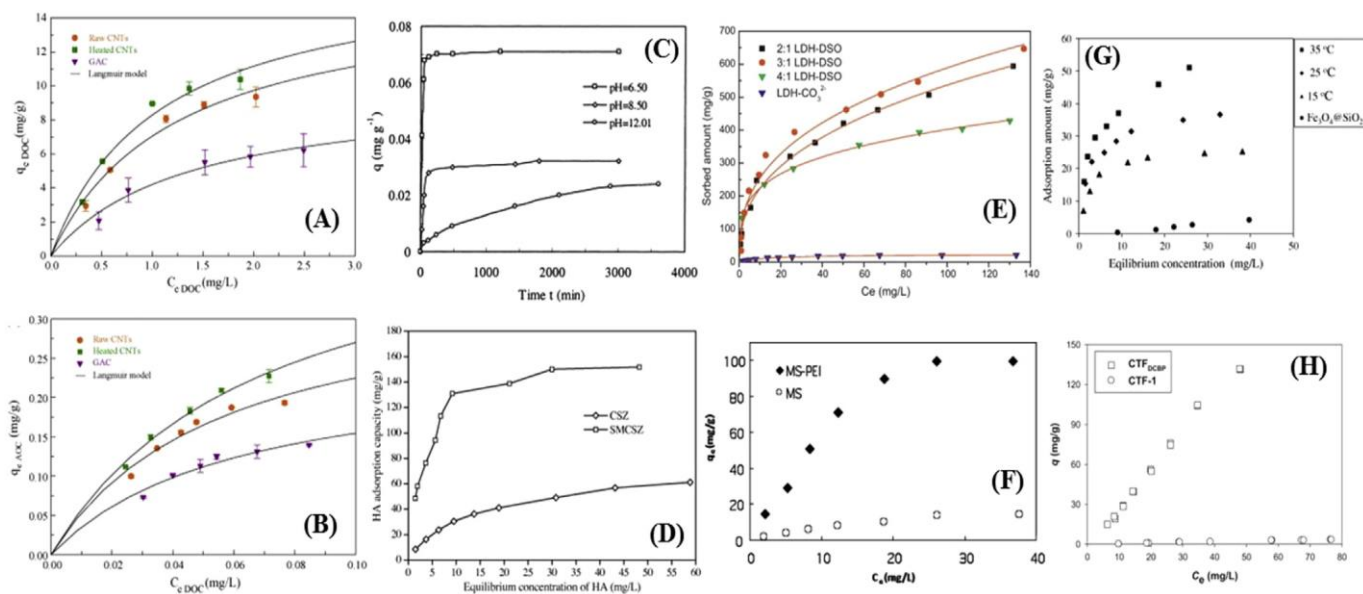 14
12
10
8
6
4
2
0
q_e DOC(mg/g)
Raw CNTs
Heated CNTs
GAC
Langmuir model
(A)
0.0 0.5 1.0 1.5 2.0 2.5 3.0
C_e DOC(mg/L)
0.08
0.06
0.04
0.02
0
q (mg g⁻¹)
(C)
pH=6.50
pH=8.50
pH=12.01
0 1000 2000 3000 4000
Time t (min)
700
600
500
400
300
200
100
0
Sorbed amount (mg/g)
2:1 LDH-DSO
3:1 LDH-DSO
4:1 LDH-DSO
LDH-CO₃²⁻
(E)
0 20 40 60 80 100 120 140
Ce (mg/L)
60
50
40
30
20
10
0
Adsorption amount (mg/g)
(G)
35 °C
25 °C
15 °C
Fe₃O₄@SiO₂
0 10 20 30 40 50
Eqilibrium concentration (mg/L)
0.30
0.25
0.20
0.15
0.10
0.05
0.00
q_e AOC (mg/g)
Raw CNTs
Heated CNTs
GAC
Langmuir model
(B)
0.00 0.02 0.04 0.06 0.08 0.10
C_e DOC(mg/L)
180
160
140
120
100
80
60
40
20
0
HA adsorption capacity (mg/g)
CSZ
SMCSZ
(D)
0 5 10 15 20 25 30 35 40 45 50 55 60
Equilibrium concentration of HA (mg/L)
100
80
60
40
20
0
qₑ(mg/g)
MS-PEI
MS
(F)
0 10 20 30 40
Cₑ(mg/L)
150
120
90
60
30
0
q (mg/g)
CTF_DCBP
CTF-1
(H)
0 10 20 30 40 50 60 70 80
Cₑ (mg/L)